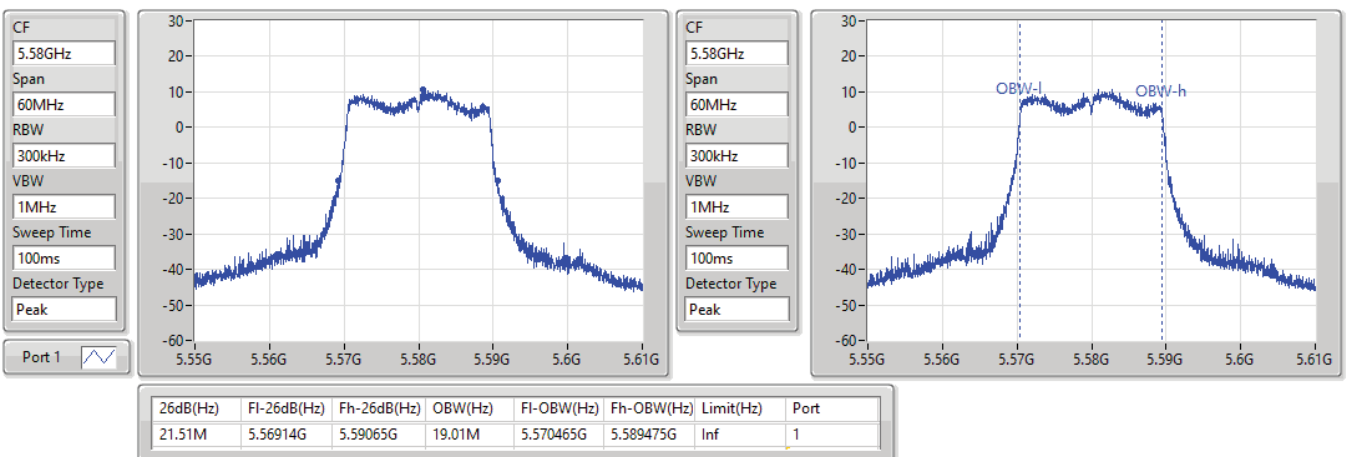 CF
5.58GHz
Span
60MHz
RBW
300kHz
VBW
1MHz
Sweep Time
100ms
Detector Type
Peak
Port 1
30
20
10
0
-10
-20
-30
-40
-50
-60
5.55G 5.56G 5.57G 5.58G 5.59G 5.6G 5.61G
CF
5.58GHz
Span
60MHz
RBW
300kHz
VBW
1MHz
Sweep Time
100ms
Detector Type
Peak
30
20
10
0
-10
-20
-30
-40
-50
-60
OBW-l OBW-h
5.55G 5.56G 5.57G 5.58G 5.59G 5.6G 5.61G
26dB(Hz) Fl-26dB(Hz) Fh-26dB(Hz) OBW(Hz) Fl-OBW(Hz) Fh-OBW(Hz) Limit(Hz) Port
21.51M 5.56914G 5.59065G 19.01M 5.570465G 5.589475G Inf 1